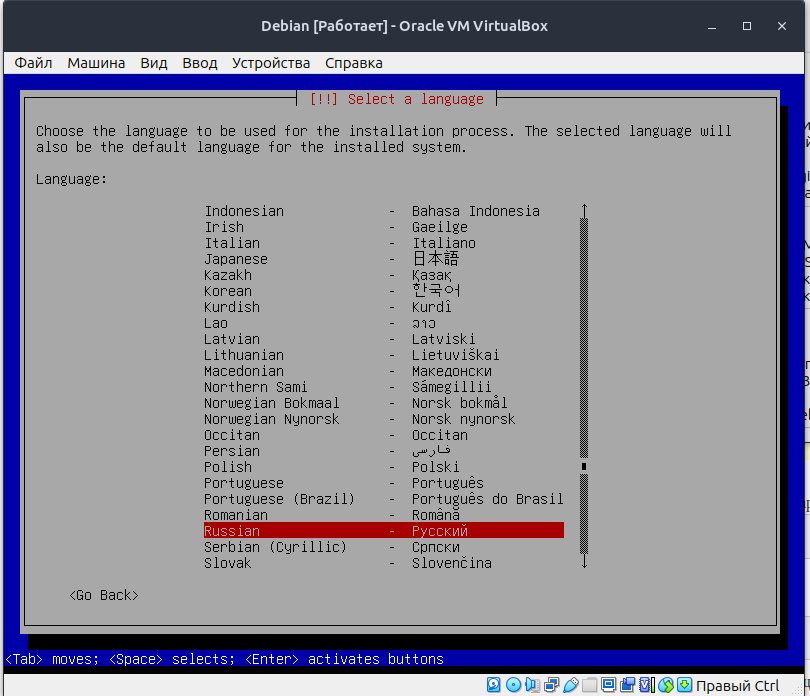 Debian [Работает] - Oracle VM VirtualBox
Файл Машина Вид Ввод Устройства Справка
[!!] Select a language
Choose the language to be used for the installation process. The selected language will
also be the default language for the installed system.
Language:
Indonesian - Bahasa Indonesia
Irish - Gaeilge
Italian - Italiano
Japanese - 日本語
Kazakh - Қазақ
Korean - 한국어
Kurdish - Kurdî
Lao - ລາວ
Latvian - Latviski
Lithuanian - Lietuviškai
Macedonian - Македонски
Northern Sami - Sámegillii
Norwegian Bokmaal - Norsk bokmål
Norwegian Nynorsk - Norsk nynorsk
Occitan - Occitan
Persian - فارسی
Polish - Polski
Portuguese - Português
Portuguese (Brazil) - Português do Brasil
Romanian - Română
Russian - Русский
Serbian (Cyrillic) - Српски
Slovak - Slovenčina
<Go Back>
<Tab> moves; <Space> selects; <Enter> activates buttons
Правый Ctrl